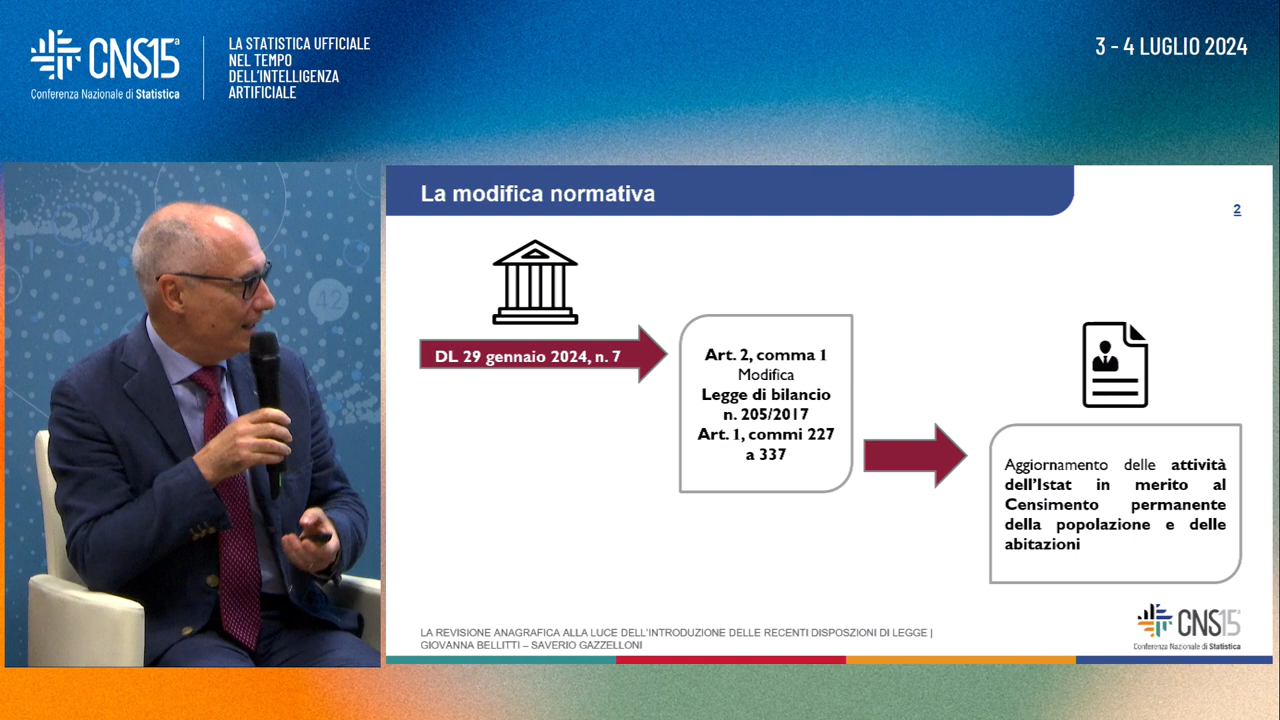 CNS15ª
Conferenza Nazionale di Statistica
LA STATISTICA UFFICIALE
NEL TEMPO
DELL'INTELLIGENZA
ARTIFICIALE
3 - 4 LUGLIO 2024
42
La modifica normativa
2
DL 29 gennaio 2024, n. 7
Art. 2, comma 1
Modifica
Legge di bilancio
n. 205/2017
Art. 1, commi 227
a 337
Aggiornamento delle attività
dell'Istat in merito al
Censimento permanente
della popolazione e delle
abitazioni
LA REVISIONE ANAGRAFICA ALLA LUCE DELL'INTRODUZIONE DELLE RECENTI DISPOSZIONI DI LEGGE |
GIOVANNA BELLITTI – SAVERIO GAZZELLONI
CNS15ª
Conferenza Nazionale di Statistica